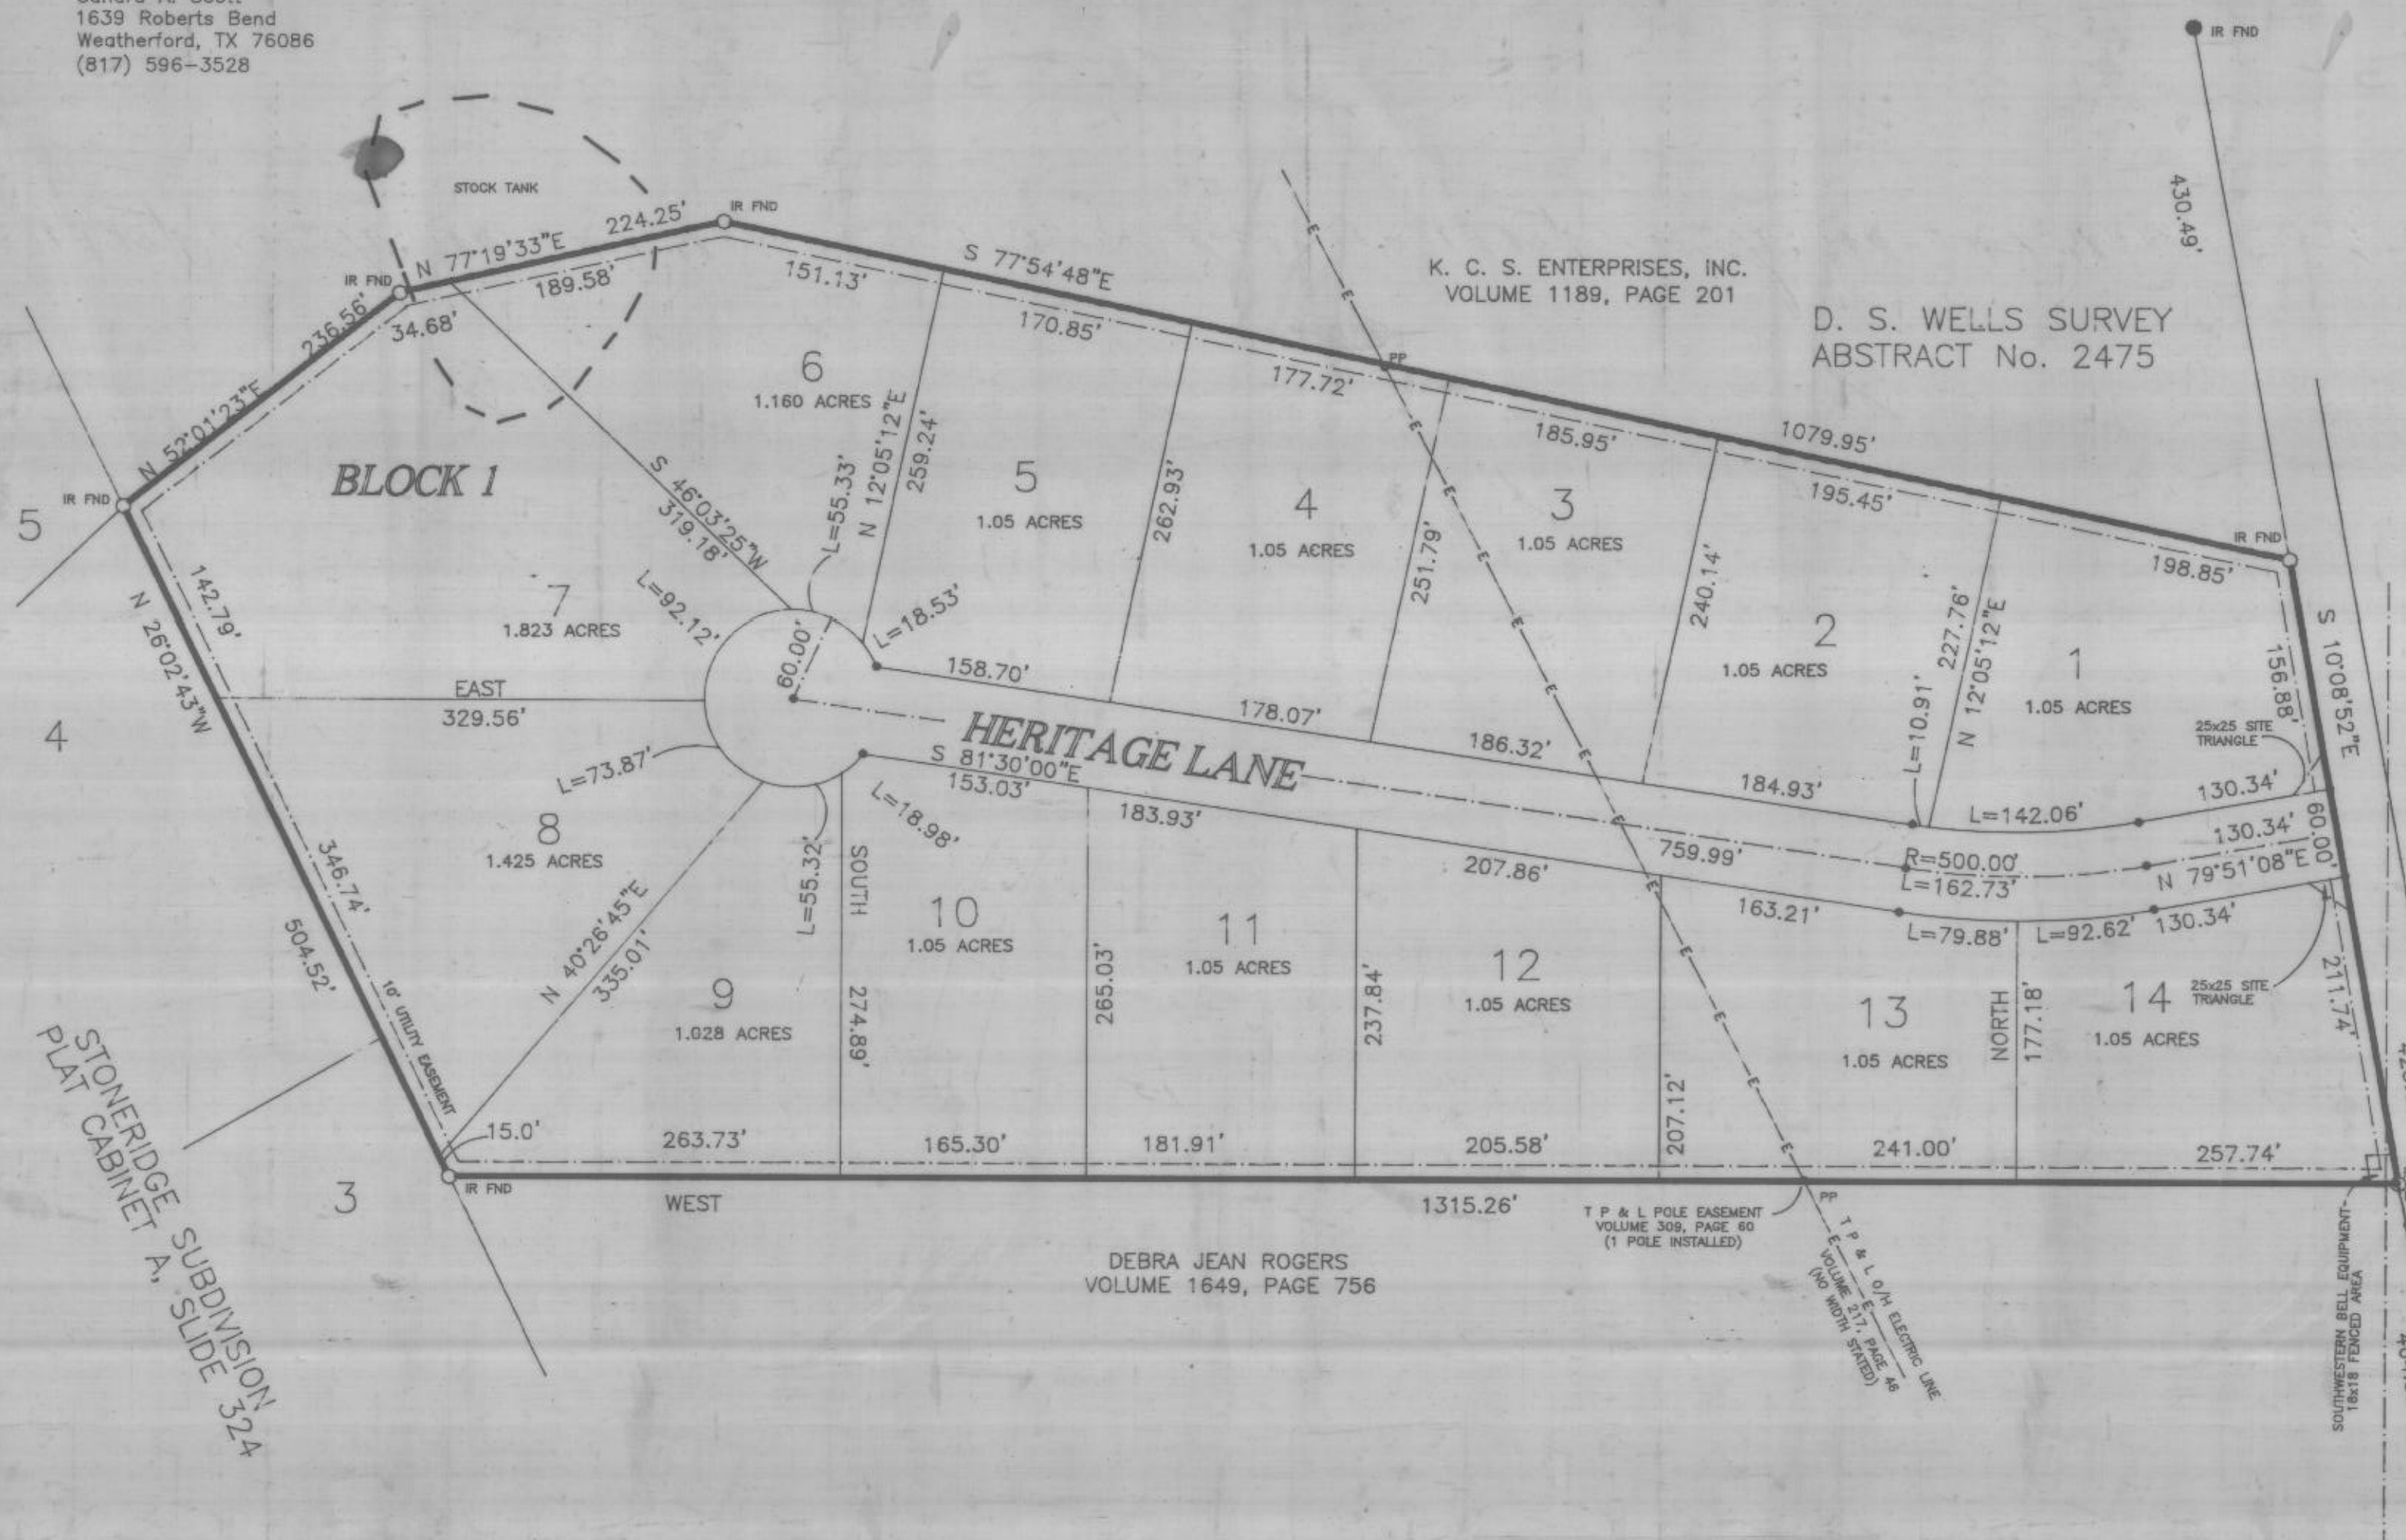 1639 Roberts Bend
Weatherford, TX 76086
(817) 596-3528
IR FND
430.49'
STOCK TANK
IR FND
N 77°19'33"E 224.25'
189.58'
IR FND
34.68'
236.56'
N 52°01'23"E
IR FND
5
BLOCK 1
151.13'
S 77°54'48"E
170.85'
177.72'
PP
185.95'
1079.95'
195.45'
198.85'
IR FND
K. C. S. ENTERPRISES, INC.
VOLUME 1189, PAGE 201
D. S. WELLS SURVEY
ABSTRACT No. 2475
6
1.160 ACRES
N 12°05'12"E
259.24'
L=55.33'
S 46°03'25"W
319.18'
5
1.05 ACRES
262.93'
4
1.05 ACRES
251.79'
3
1.05 ACRES
240.14'
2
1.05 ACRES
227.76'
N 12°05'12"E
L=10.91'
1
1.05 ACRES
156.88'
S 10°08'52"E
25x25 SITE
TRIANGLE
142.79'
N 26°02'43"W
7
1.823 ACRES
L=92.12'
L=18.53'
60.00'
158.70'
178.07'
186.32'
184.93'
L=142.06'
130.34'
4
EAST
329.56'
HERITAGE LANE
S 81°30'00"E
153.03'
183.93'
207.86'
759.99'
163.21'
R=500.00'
L=162.73'
130.34'
N 79°51'08"E
60.00'
L=79.88'
L=92.62'
130.34'
L=73.87'
L=18.98'
L=55.32'
8
1.425 ACRES
346.74'
504.52'
10' UTILITY EASEMENT
N 40°26'45"E
335.01'
9
1.028 ACRES
SOUTH 274.89'
10
1.05 ACRES
265.03'
11
1.05 ACRES
237.84'
12
1.05 ACRES
207.12'
13
1.05 ACRES
NORTH
177.18'
14
1.05 ACRES
25x25 SITE
TRIANGLE
211.74'
15.0'
263.73'
165.30'
181.91'
205.58'
241.00'
257.74'
IR FND
WEST
1315.26'
3
STONERIDGE SUBDIVISION
PLAT CABINET A, SLIDE 324
DEBRA JEAN ROGERS
VOLUME 1649, PAGE 756
T P & L POLE EASEMENT
VOLUME 309, PAGE 60
(1 POLE INSTALLED)
PP
T P & L O/H ELECTRIC LINE
VOLUME 217, PAGE 46
(NO WIDTH STATED)
SOUTHWESTERN BELL EQUIPMENT
18x18 FENCED AREA